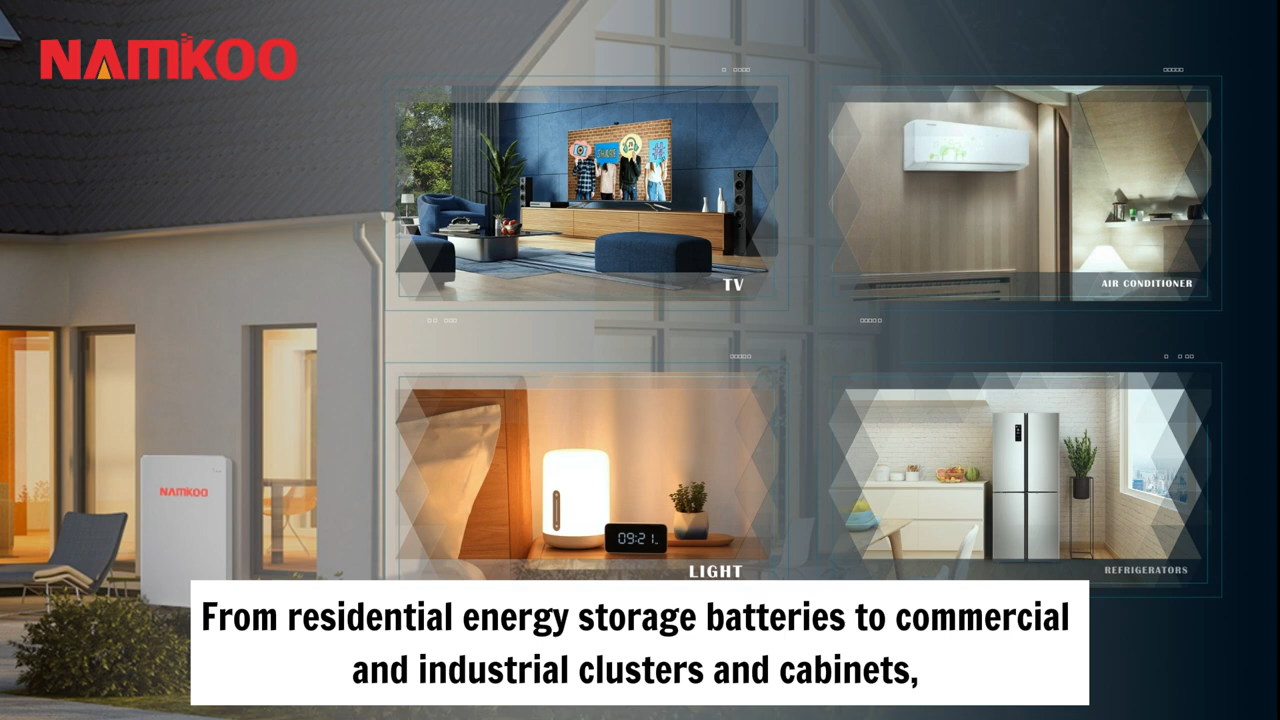 NAMKOO
TV
AIR CONDITIONER
NAMKOO
09:21
LIGHT
REFRIGERATORS
From residential energy storage batteries to commercial
and industrial clusters and cabinets,